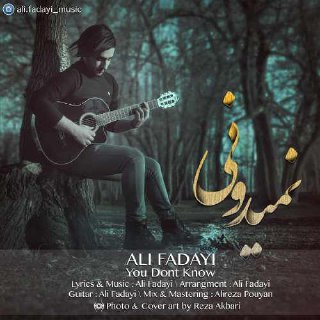 ali.fadayi_music
نمیدونی
ALI FADAYI
You Dont Know
Lyrics & Music : Ali Fadayi \ Arrangment : Ali Fadayi
Guitar : Ali Fadayi \ Mix & Mastering : Alireza Pouyan
Photo & Cover art by Reza Akbari